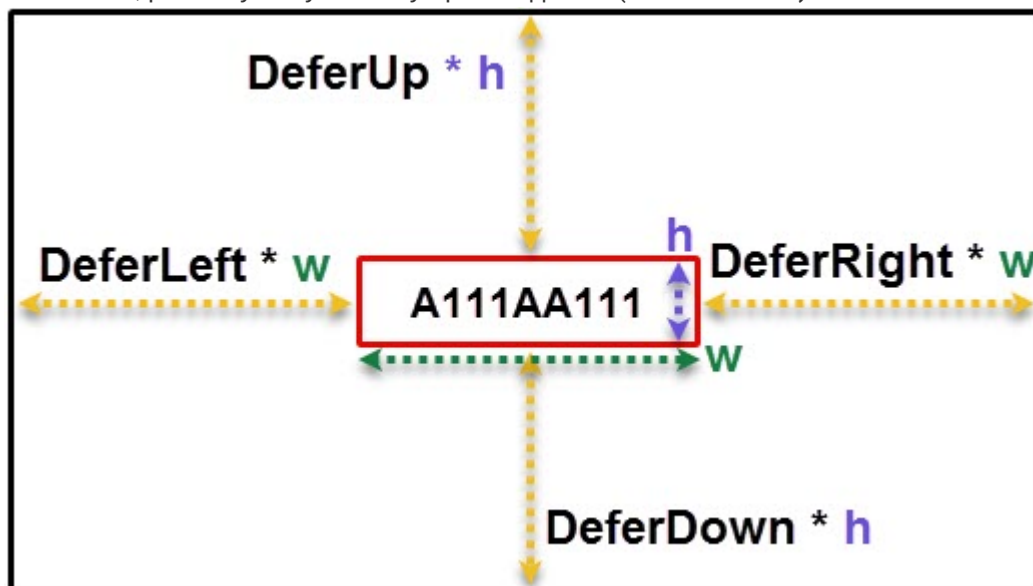 DeferUp * h
h
DeferLeft * w
DeferRight * w
A111AA111
w
DeferDown * h